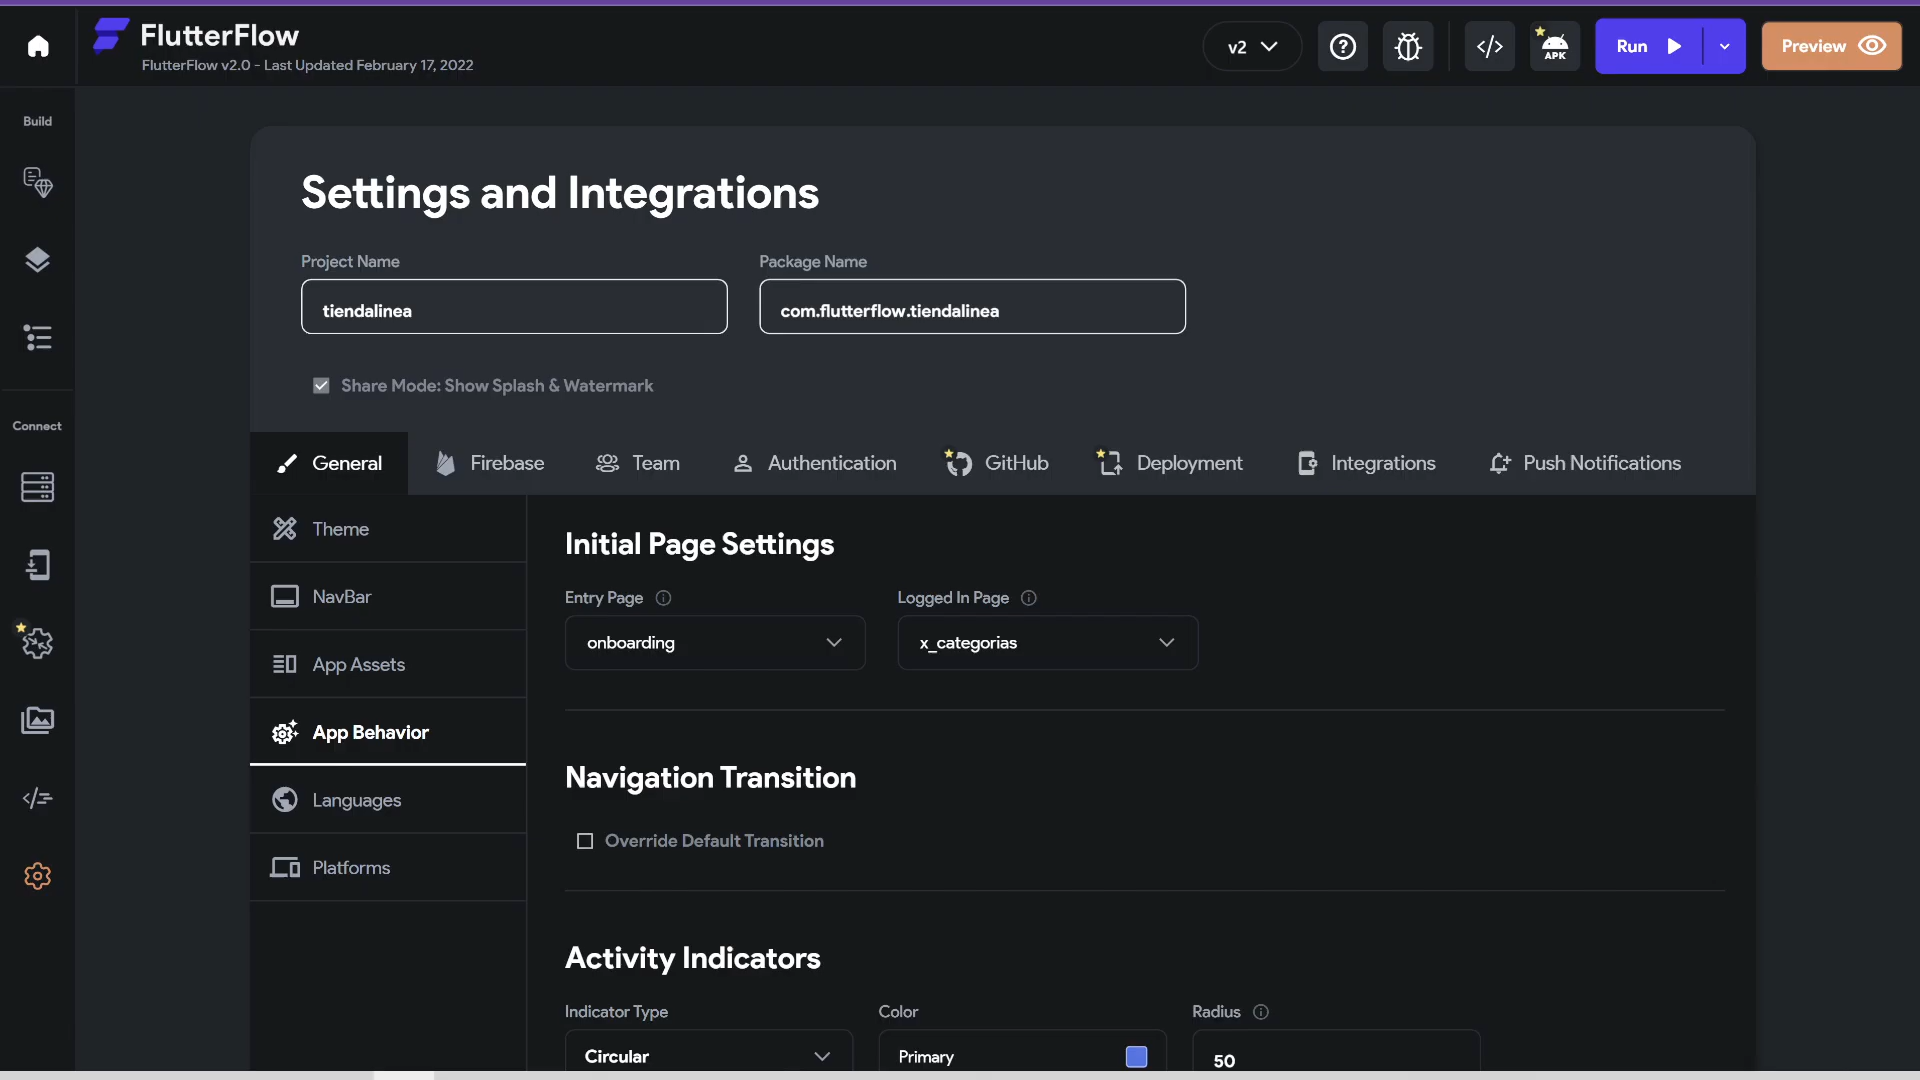 FlutterFlow
FlutterFlow v2.0 - Last Updated February 17, 2022
v2
APK
Run
Preview
Build
Connect
Settings and Integrations
Project Name
Package Name
tiendalinea
com.flutterflow.tiendalinea
Share Mode: Show Splash & Watermark
General
Firebase
Team
Authentication
GitHub
Deployment
Integrations
Push Notifications
Theme
NavBar
App Assets
App Behavior
Languages
Platforms
Initial Page Settings
Entry Page
Logged In Page
onboarding
x_categorias
Navigation Transition
Override Default Transition
Activity Indicators
Indicator Type
Color
Radius
Circular
Primary
50